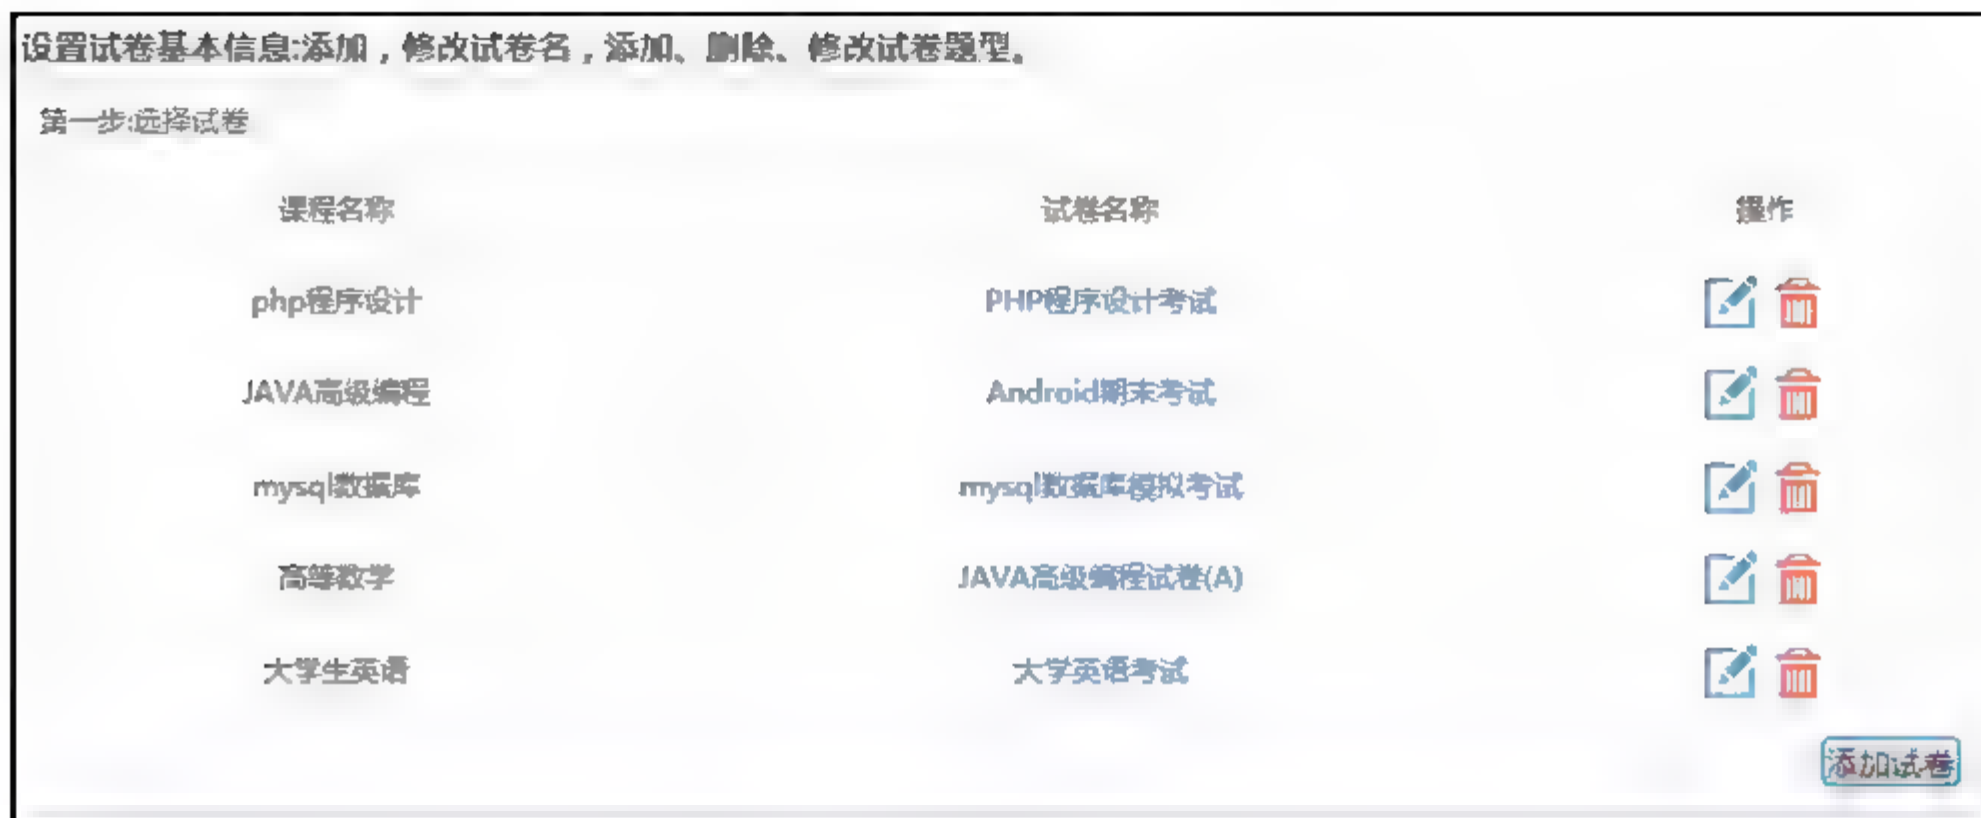 设置试卷基本信息:添加，修改试卷名，添加、删除、修改试卷题型。
第一步:选择试卷
课程名称 试卷名称 操作
php程序设计 PHP程序设计考试
JAVA高级编程 Android期末考试
mysql数据库 mysql数据库模拟考试
高等数学 JAVA高级编程试卷(A)
大学生英语 大学英语考试
添加试卷